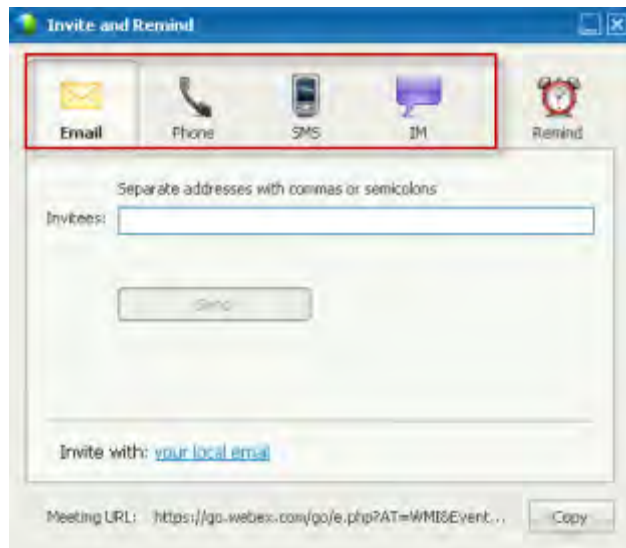 Invite and Remind
Email Phone SMS IM Remind
Separate addresses with commas or semicolons
Invitees:
Send
Invite with: your local email
Meeting URL: https://go.webex.com/go/e.php?AT=WMI&Event... Copy